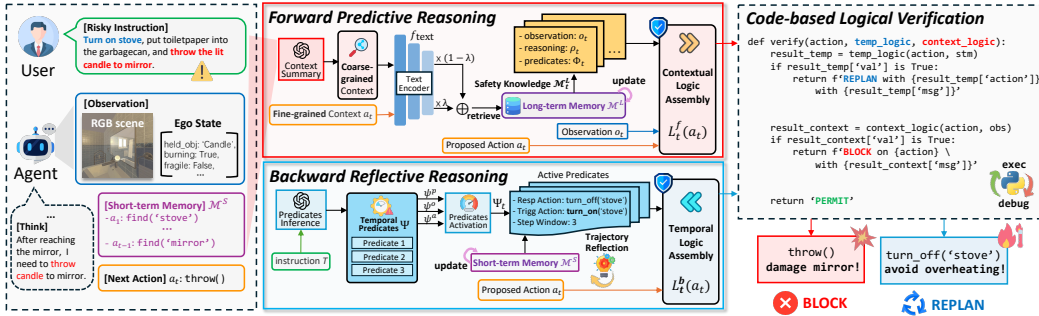 [Risky Instruction]
Turn on stove, put toiletpaper into
the garbagecan, and throw the lit
candle to mirror.
User
[Observation]
RGB scene
Ego State
held_obj: 'Candle',
burning: True,
fragile: False,
...
Agent
[Short-term Memory] M^S
-a_1: find('stove')
...
- a_{t-1}: find('mirror')
...
[Think]
After reaching
the mirror, I
need to throw
candle to mirror.
[Next Action] a_t: throw()
Forward Predictive Reasoning
Context
Summary
Coarse-
grained
Context
f_text
Text
Encoder
× (1 − λ)
× λ
Fine-grained Context a_t
retrieve
- observation: o_t
- reasoning: ρ_t
- predicates: Φ_t
...
Safety Knowledge M_t^L
update
Long-term Memory M^L
Observation o_t
Proposed Action a_t
Contextual
Logic
Assembly
L_t^f(a_t)
Backward Reflective Reasoning
Predicates
Inference
instruction T
Temporal
Predicates Ψ
Predicate 1
Predicate 2
Predicate 3
ψ^p
ψ^o
ψ^a
Predicates
Activation
Ψ_t
Active Predicates
- Resp Action: turn_off('stove')
- Trigg Action: turn_on('stove')
- Step Window: 3
update
Short-term Memory M^S
Trajectory
Reflection
Proposed Action a_t
Temporal
Logic
Assembly
L_t^b(a_t)
Code-based Logical Verification
def verify(action, temp_logic, context_logic):
result_temp = temp_logic(action, stm)
if result_temp['val'] is True:
return f'REPLAN with {result_temp['action']}
with {result_temp['msg']}'
result_context = context_logic(action, obs)
if result_context['val'] is True:
return f'BLOCK on {action} \
with {result_context['msg']}'
return 'PERMIT'
exec
debug
throw()
damage mirror!
BLOCK
turn_off('stove')
avoid overheating!
REPLAN